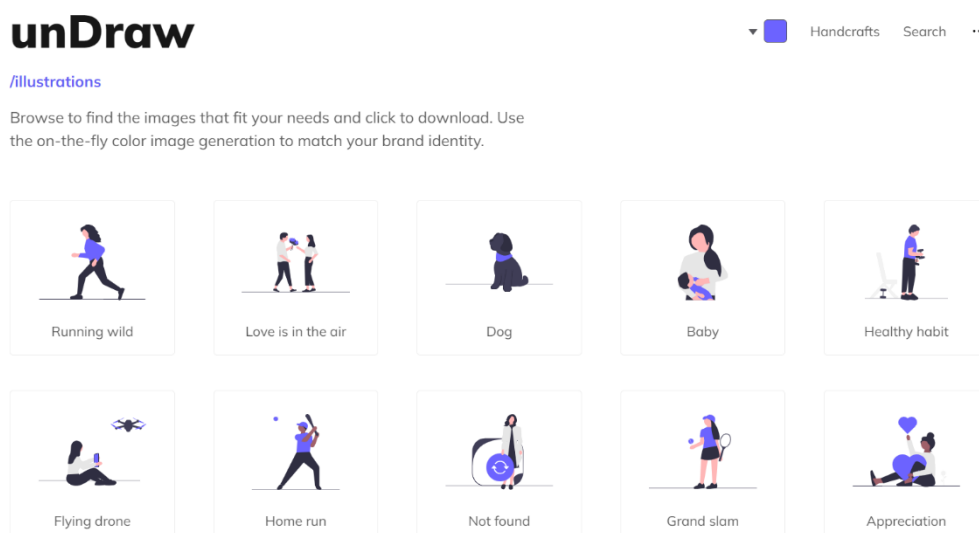 unDraw
Handcrafts
Search
/illustrations
Browse to find the images that fit your needs and click to download. Use
the on-the-fly color image generation to match your brand identity.
Running wild
Love is in the air
Dog
Baby
Healthy habit
Flying drone
Home run
Not found
Grand slam
Appreciation